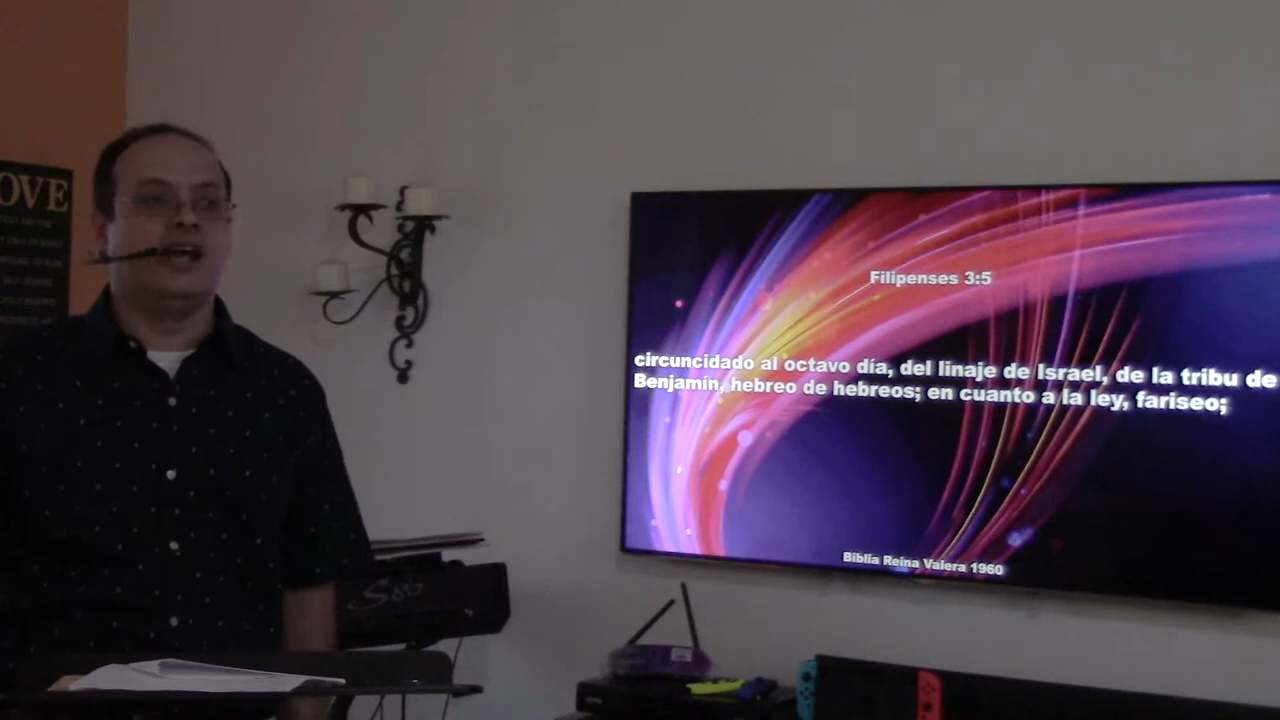 OVE
Filipenses 3:5
circuncidado al octavo día, del linaje de Israel, de la tribu de
Benjamín, hebreo de hebreos; en cuanto a la ley, fariseo;
Biblia Reina Valera 1960